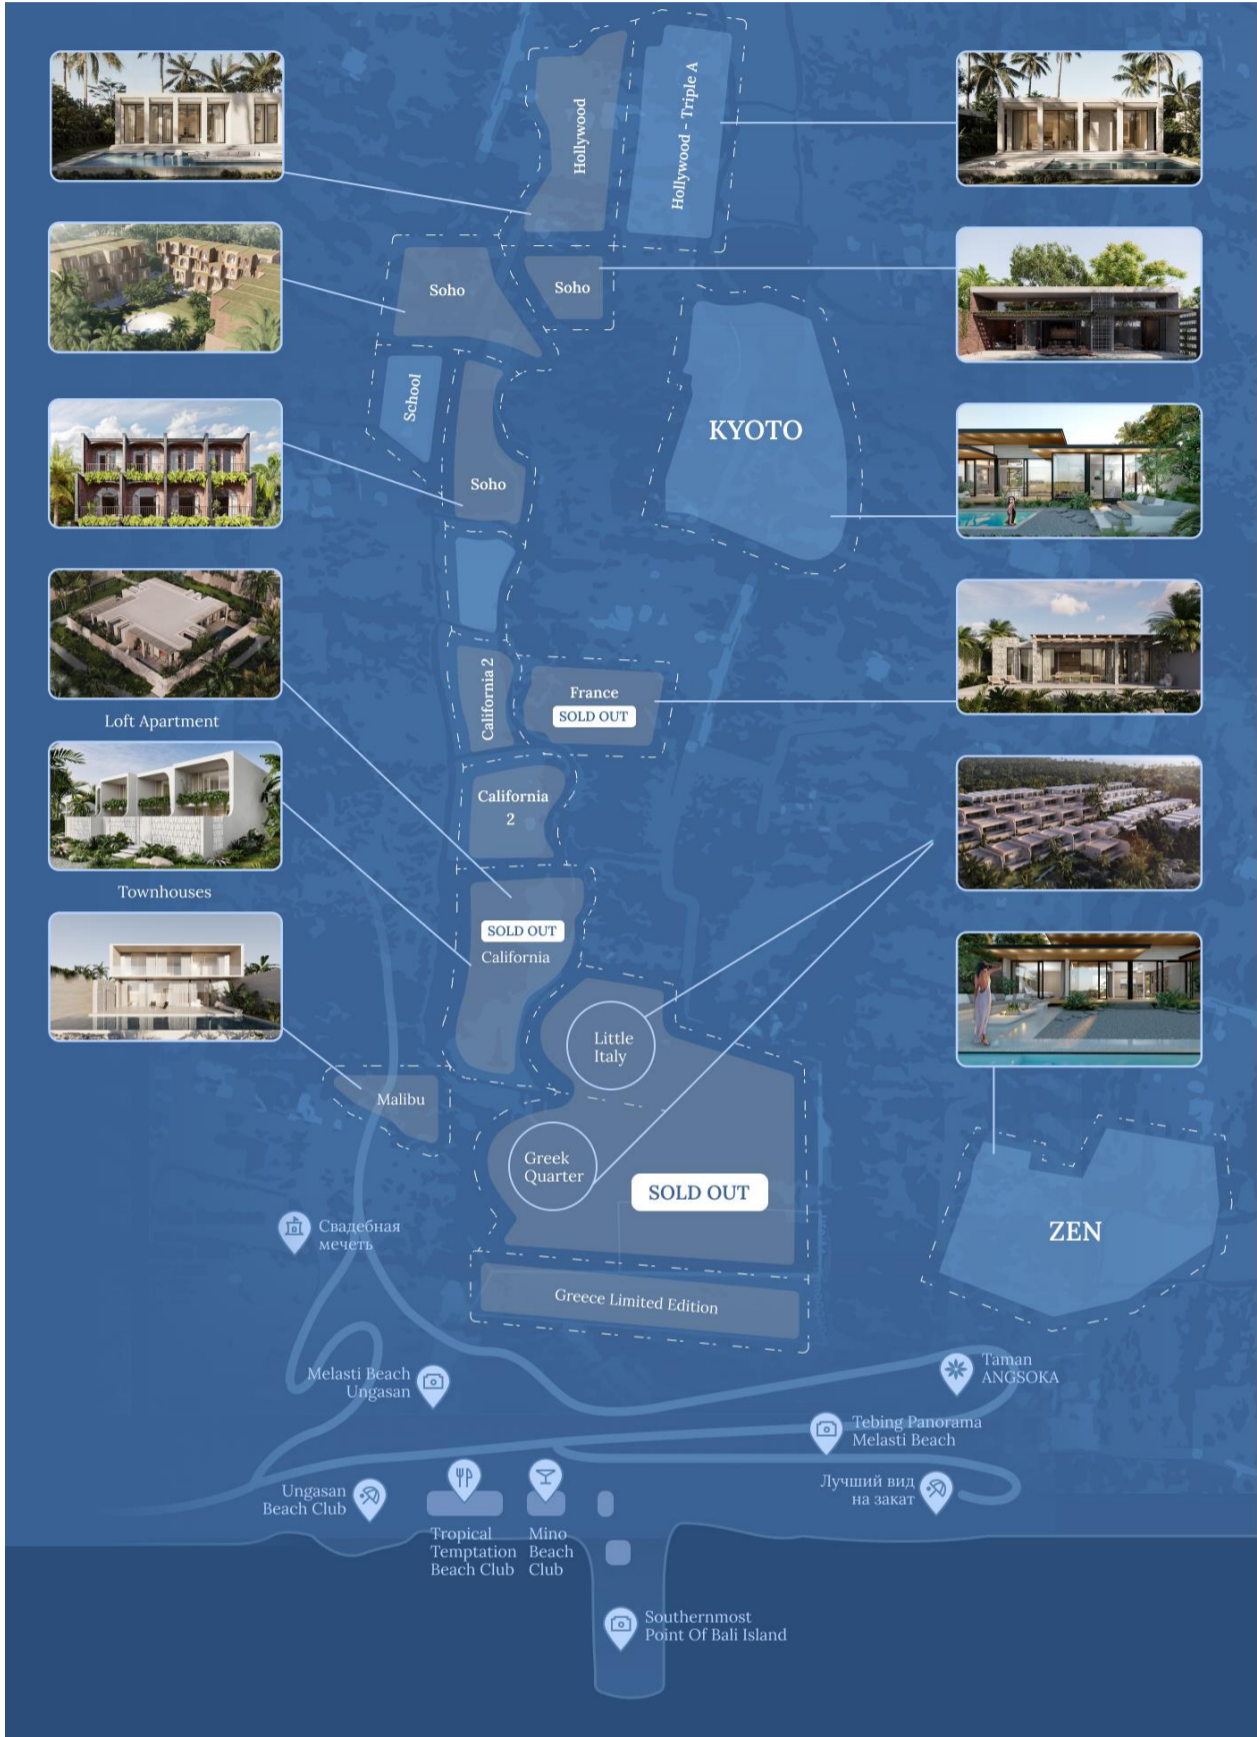 Hollywood
Hollywood - Triple A
Soho
Soho
School
KYOTO
Soho
California 2
France
SOLD OUT
Loft Apartment
California
2
Townhouses
SOLD OUT
California
Little
Italy
Malibu
Greek
Quarter
SOLD OUT
ZEN
Свадебная
мечеть
Greece Limited Edition
Melasti Beach
Ungasan
Taman
ANGSOKA
Tebing Panorama
Melasti Beach
Лучший вид
на закат
Ungasan
Beach Club
Tropical
Temptation
Beach Club
Mino
Beach
Club
Southernmost
Point Of Bali Island